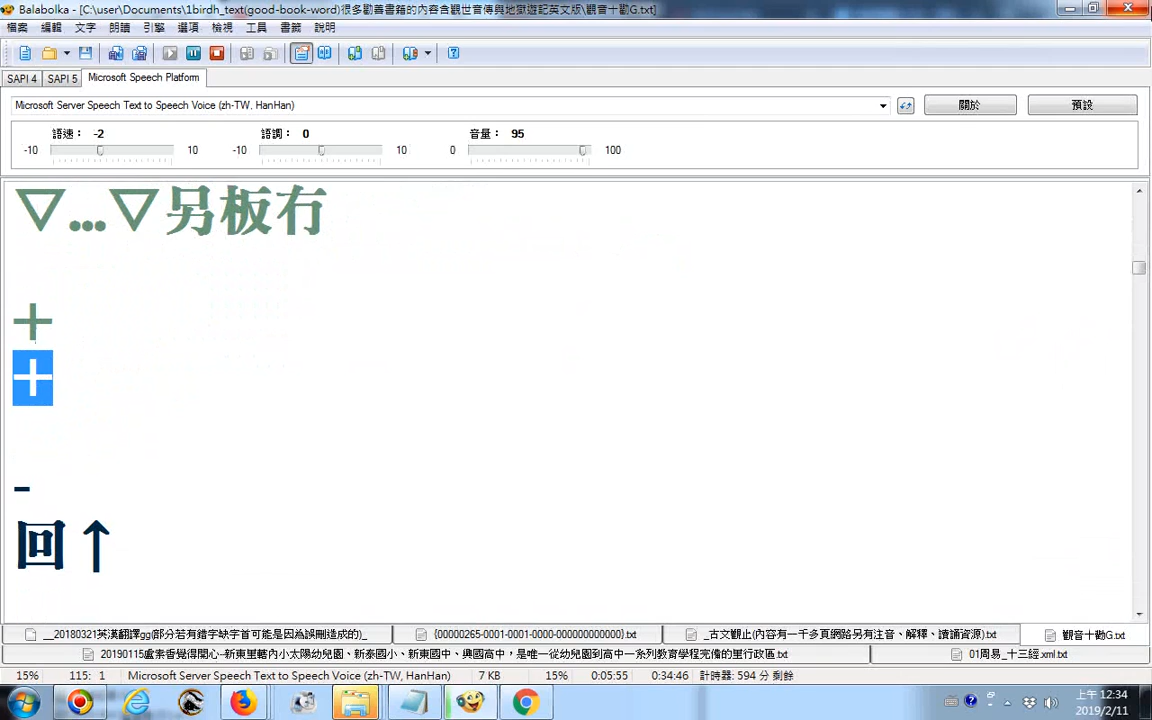 Balabolka - [C:\user\Documents\1birdh_text(good-book-word)很多勸善書籍的內容含觀世音傳與地獄遊記英文版\觀音十勸G.txt]
檔案 編輯 文字 朗讀 引擎 選項 檢視 工具 書籤 說明
SAPI 4 SAPI 5 Microsoft Speech Platform
Microsoft Server Speech Text to Speech Voice (zh-TW, HanHan) 關於 預設
語速： -2 語調： 0 音量： 95
-10 10 -10 10 0 100
▽...▽另板冇
＋
＋
-
回↑
__20180321英漢翻譯gg(部分若有錯字缺字首可能是因為誤刪造成的)_ {00000265-0001-0001-0000-000000000000}.txt _古文觀止(內容有一千多頁網路另有注音、解釋、讀誦資源).txt 觀音十勸G.txt
20190115盧素香覺得開心--新東里轄內小太陽幼兒園、新泰國小、新東國中、興國高中，是唯一從幼兒園到高中一系列教育學程完備的里行政區.txt 01周易_十三經.xml.txt
15% 115: 1 Microsoft Server Speech Text to Speech Voice (zh-TW, HanHan) 7 KB 15% 0:05:55 0:34:46 計時器: 594 分 剩餘
上午 12:34
2019/2/11